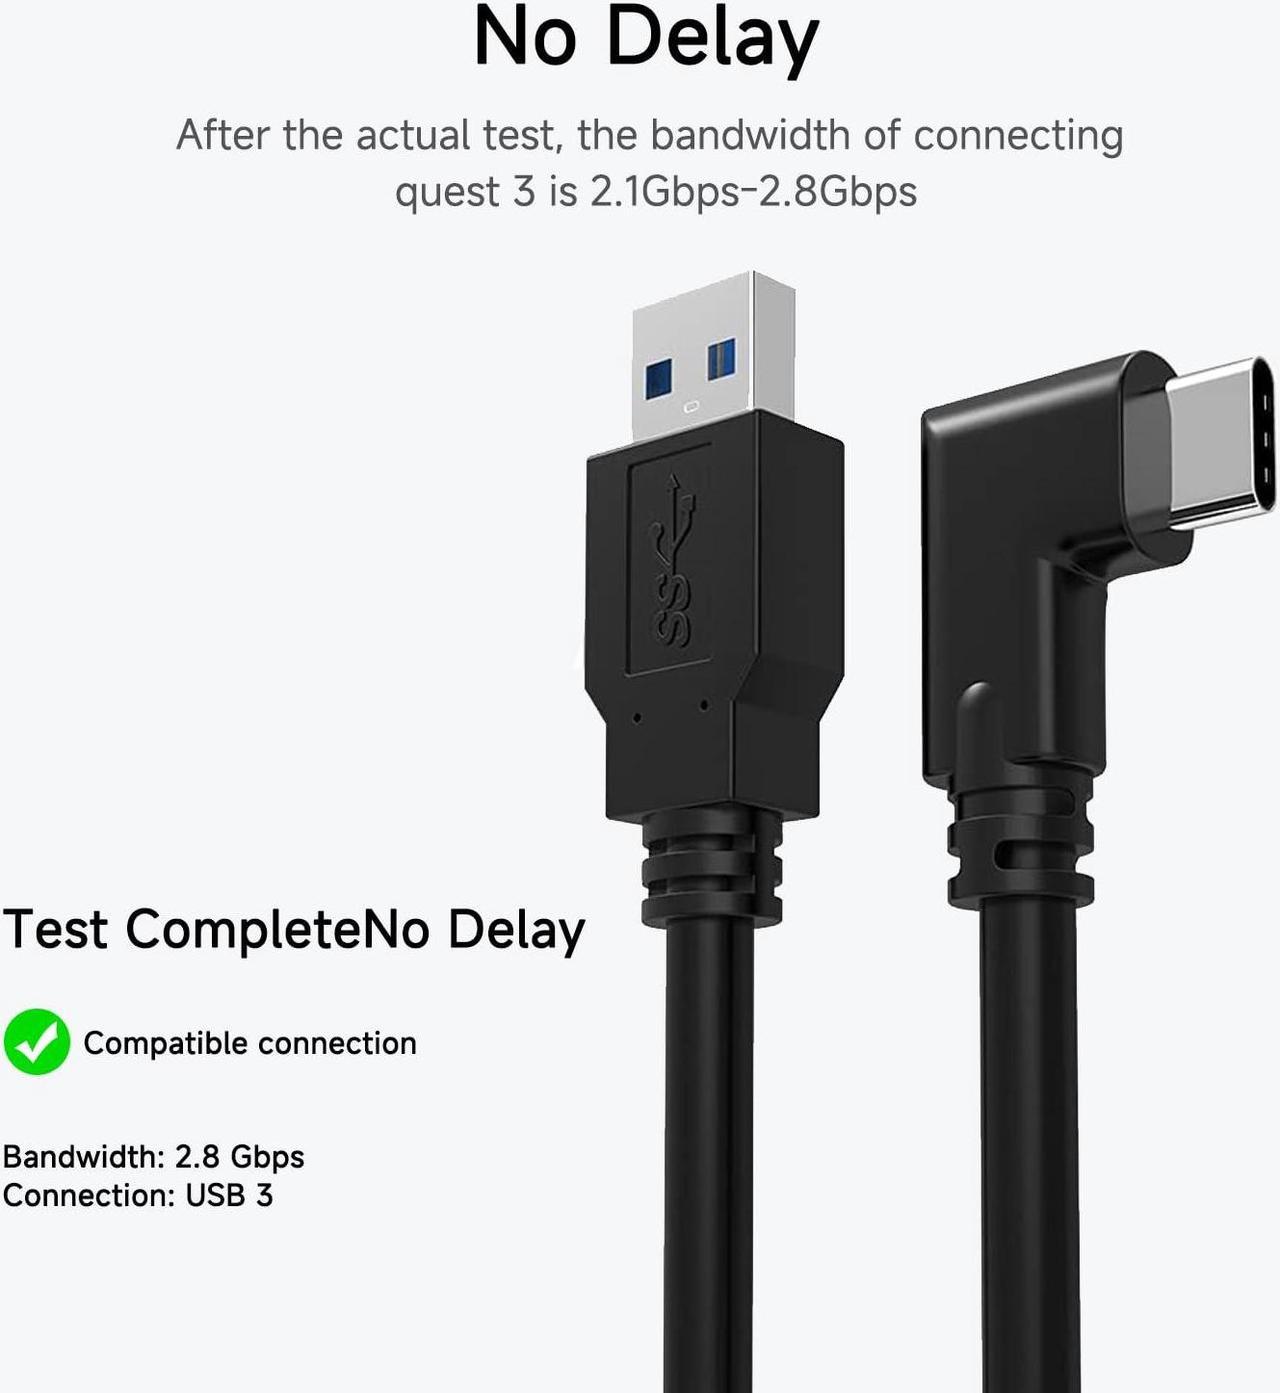 No Delay
After the actual test, the bandwidth of connecting
quest 3 is 2.1Gbps-2.8Gbps
SS
Test CompleteNo Delay
Compatible connection
Bandwidth: 2.8 Gbps
Connection: USB 3